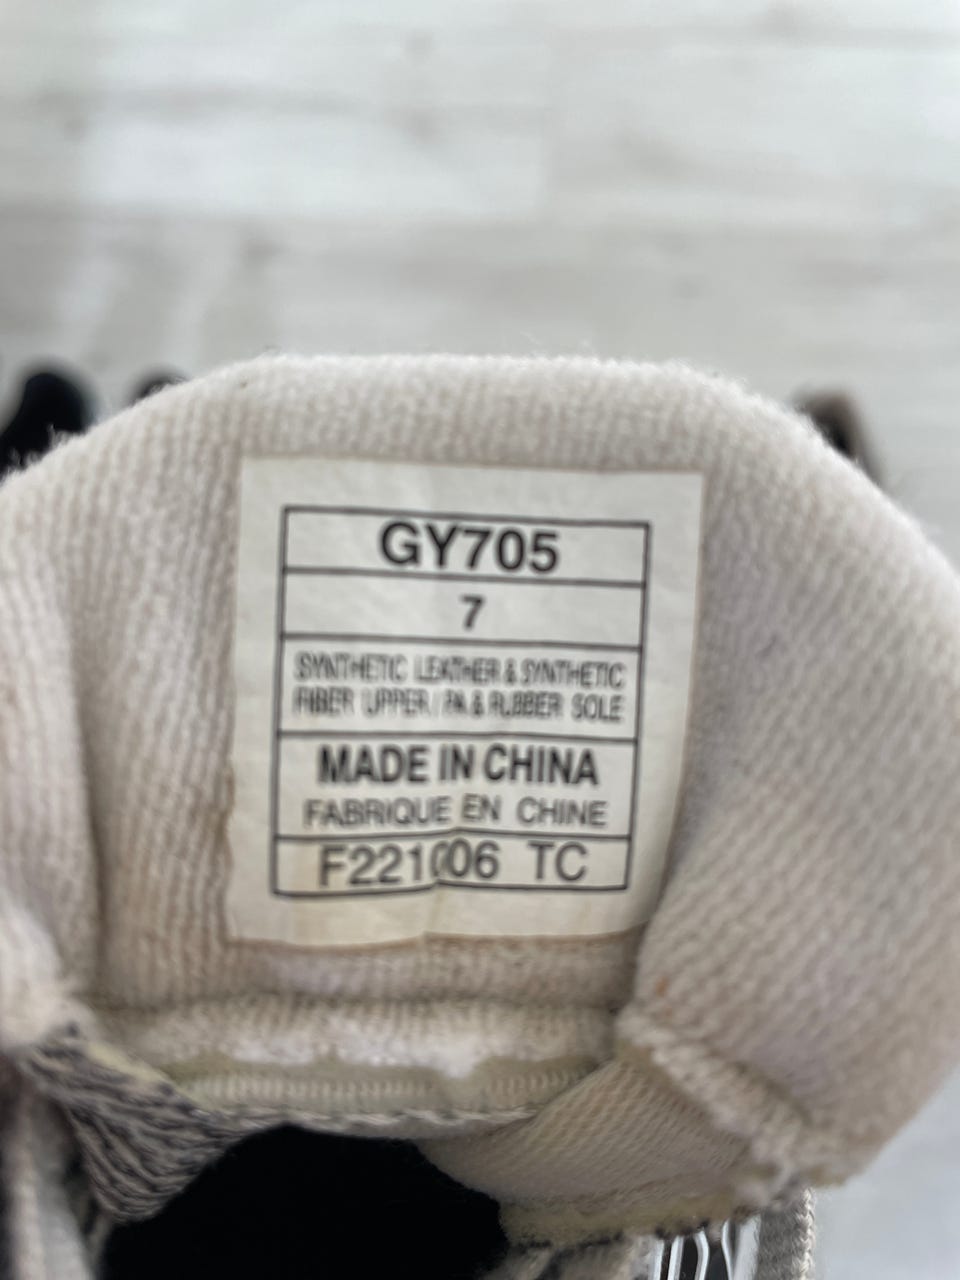 GY705
7
SYNTHETIC LEATHER & SYNTHETIC
FIBER UPPER / PA & RUBBER SOLE
MADE IN CHINA
FABRIQUE EN CHINE
F221006 TC